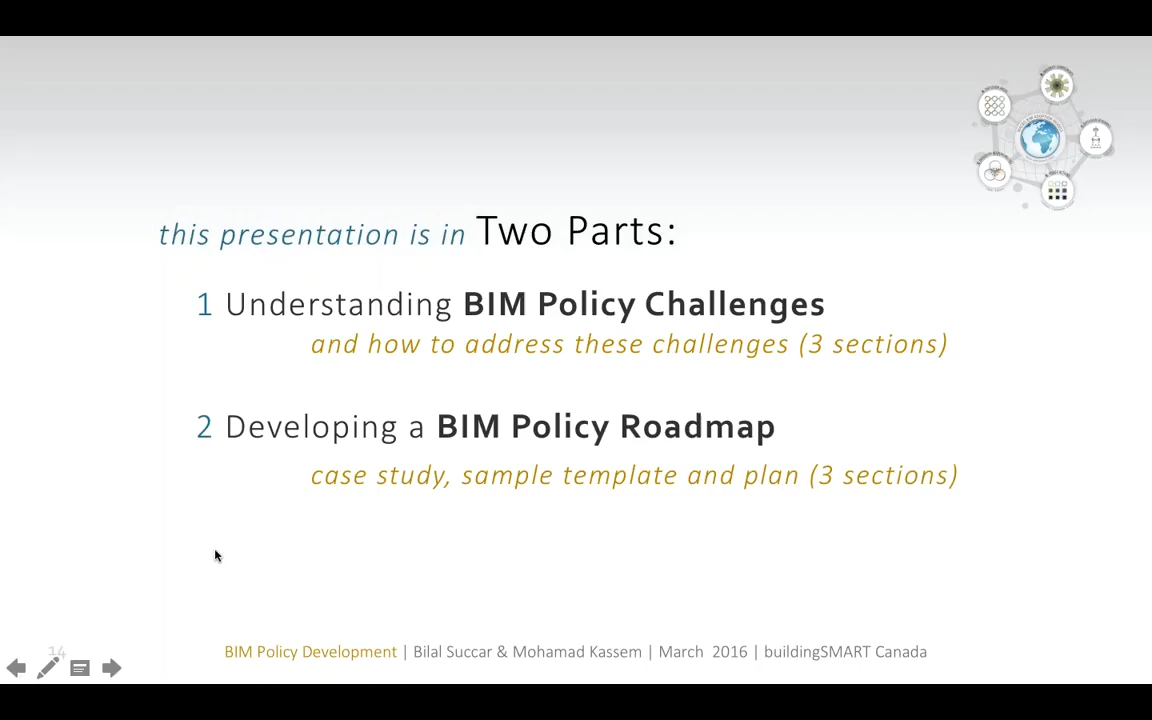 this presentation is in Two Parts:
1 Understanding BIM Policy Challenges
and how to address these challenges (3 sections)
2 Developing a BIM Policy Roadmap
case study, sample template and plan (3 sections)
14
BIM Policy Development | Bilal Succar & Mohamad Kassem | March 2016 | buildingSMART Canada